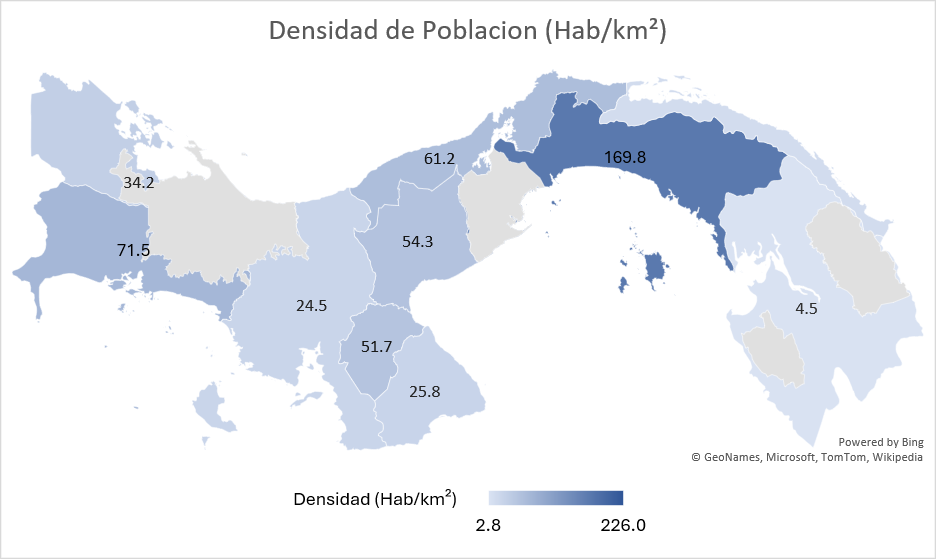 Densidad de Poblacion (Hab/km²)
169.8
61.2
34.2
54.3
71.5
24.5
4.5
51.7
25.8
Powered by Bing
© GeoNames, Microsoft, TomTom, Wikipedia
Densidad (Hab/km²)
2.8 226.0